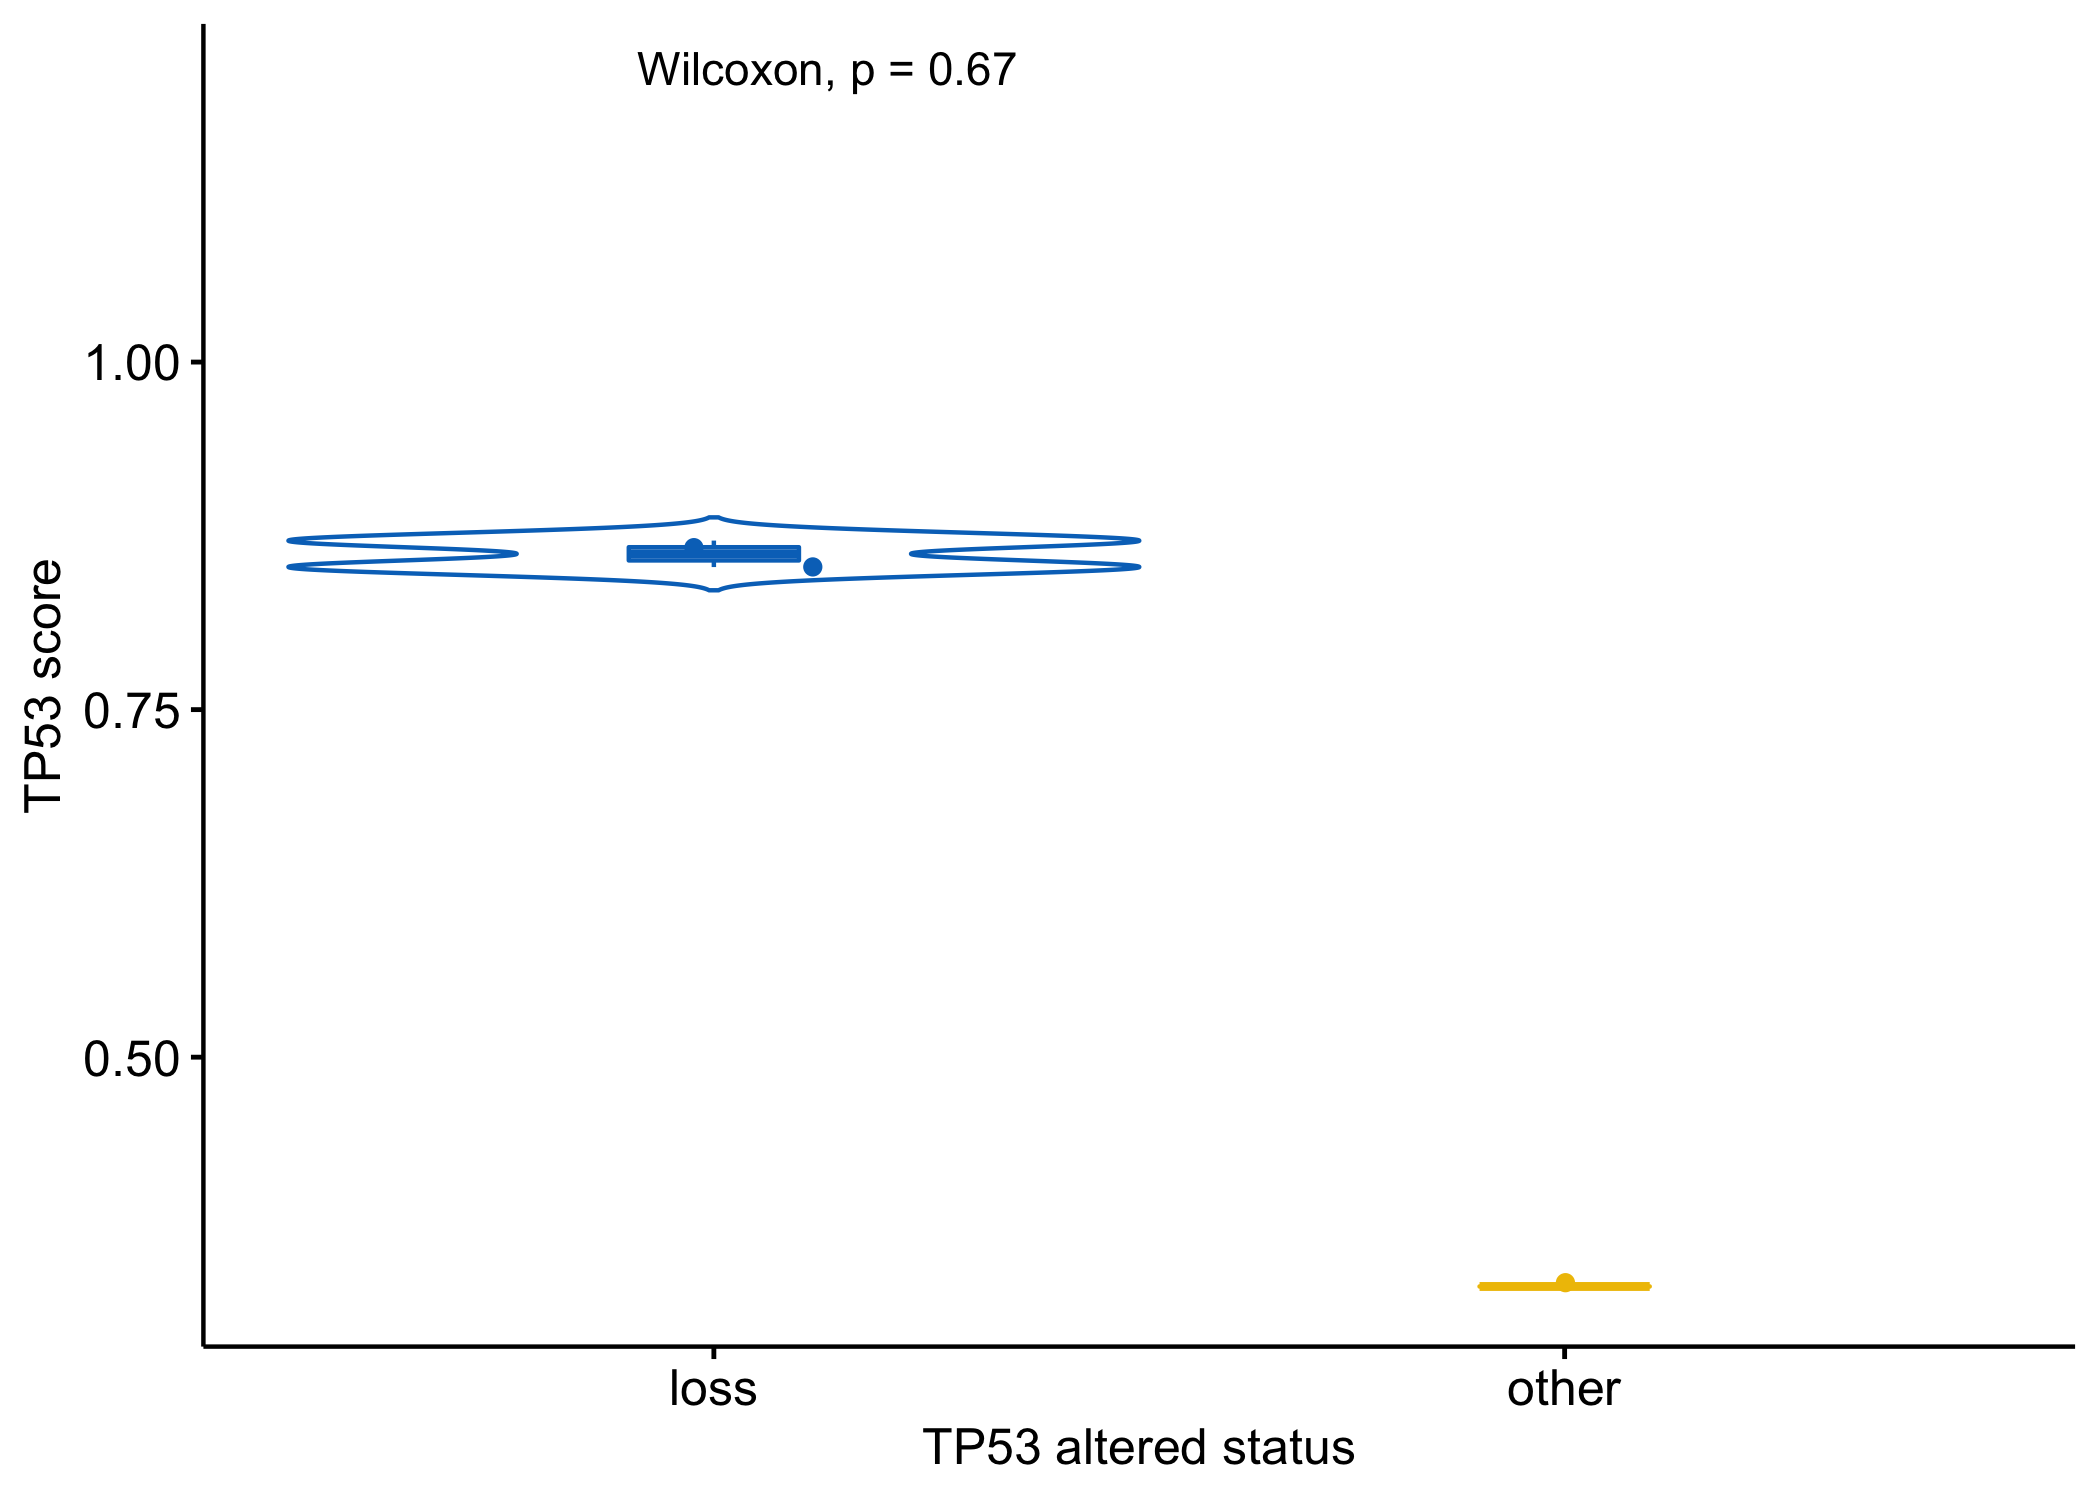 Wilcoxon, p = 0.67
TP53 score
1.00
0.75
0.50
loss
other
TP53 altered status